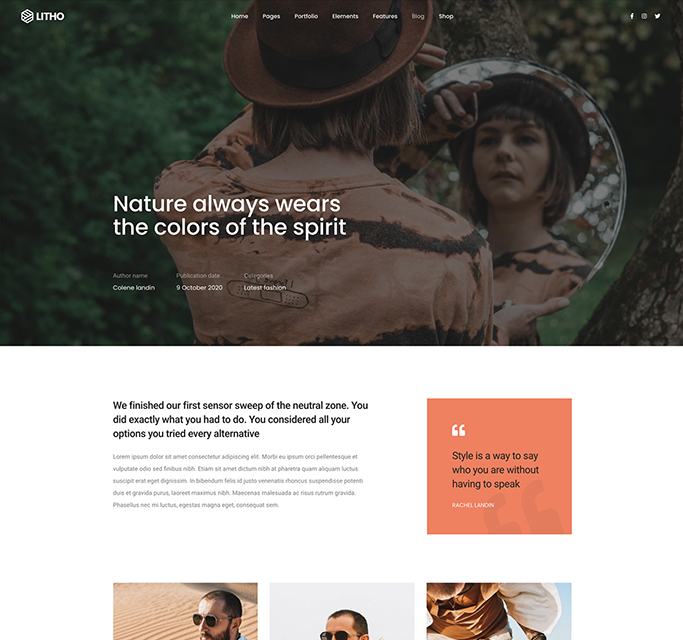 LITHO
Home Pages Portfolio Elements Features Blog Shop
Nature always wears
the colors of the spirit
Author name Publication date Categories
Colene landin 9 October 2020 Latest fashion
We finished our first sensor sweep of the neutral zone. You
did exactly what you had to do. You considered all your
options you tried every alternative
Lorem ipsum dolor sit amet consectetur adipiscing elit. Morbi eu ipsum orci pellentesque et
vulputate odio sed finibus nibh. Etiam sit amet dictum nibh at pharetra quam aliquam luctus
suscipit erat eget dignissim. In bibendum felis id justo venenatis rhoncus suspendisse potenti
duis et gravida purus, laoreet maximus nibh. Maecenas malesuada ac risus rutrum gravida.
Phasellus nec mi luctus, egestas magna eget, consequat sem.
Style is a way to say
who you are without
having to speak
RACHEL LANDIN